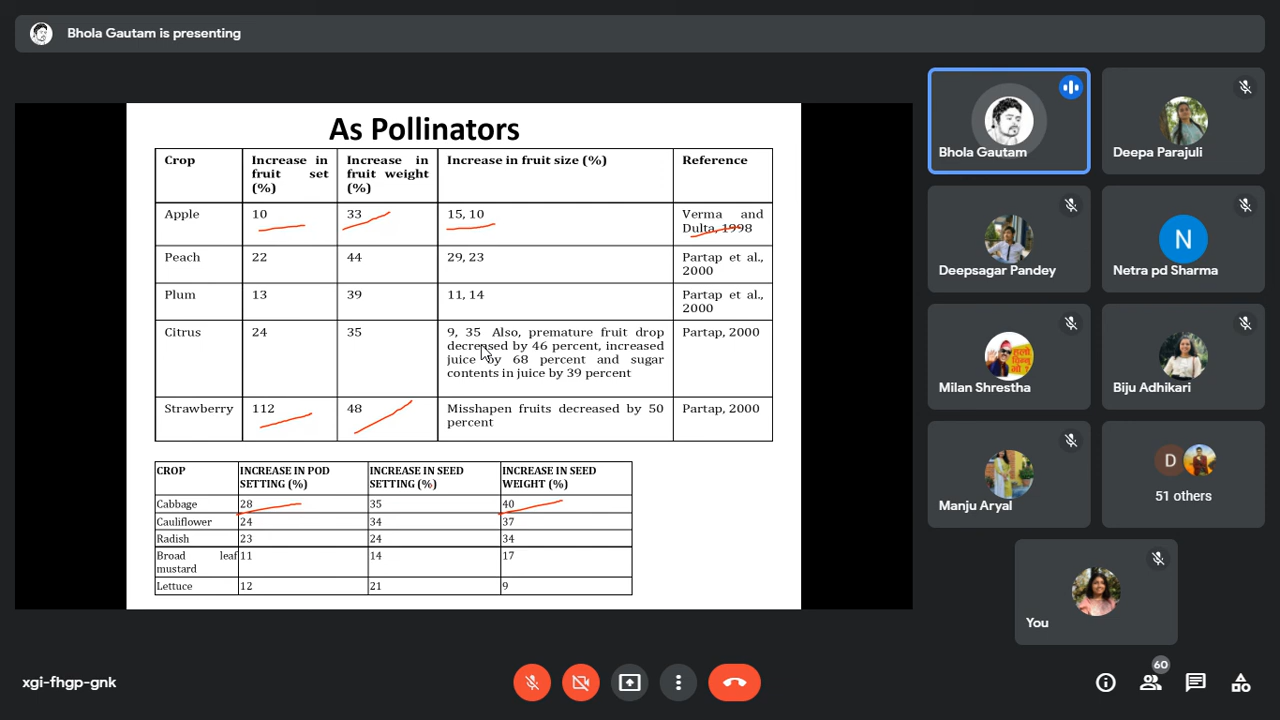 Bhola Gautam is presenting
As Pollinators
Crop
Increase in fruit set (%)
Increase in fruit weight (%)
Increase in fruit size (%)
Reference
Apple
10
33
15, 10
Verma and Dulta, 1998
Peach
22
44
29, 23
Partap et al., 2000
Plum
13
39
11, 14
Partap et al., 2000
Citrus
24
35
9, 35 Also, premature fruit drop
decreased by 46 percent, increased
juice by 68 percent and sugar
contents in juice by 39 percent
Partap, 2000
Strawberry
112
48
Misshapen fruits decreased by 50
percent
Partap, 2000
CROP
INCREASE IN POD SETTING (%)
INCREASE IN SEED SETTING (%)
INCREASE IN SEED WEIGHT (%)
Cabbage 28 35 40
Cauliflower 24 34 37
Radish 23 24 34
Broad leaf mustard 11 14 17
Lettuce 12 21 9
Bhola Gautam
Deepa Parajuli
Deepsagar Pandey
N
Netra pd Sharma
Milan Shrestha
Biju Adhikari
Manju Aryal
D
51 others
You
xgi-fhgp-gnk
60